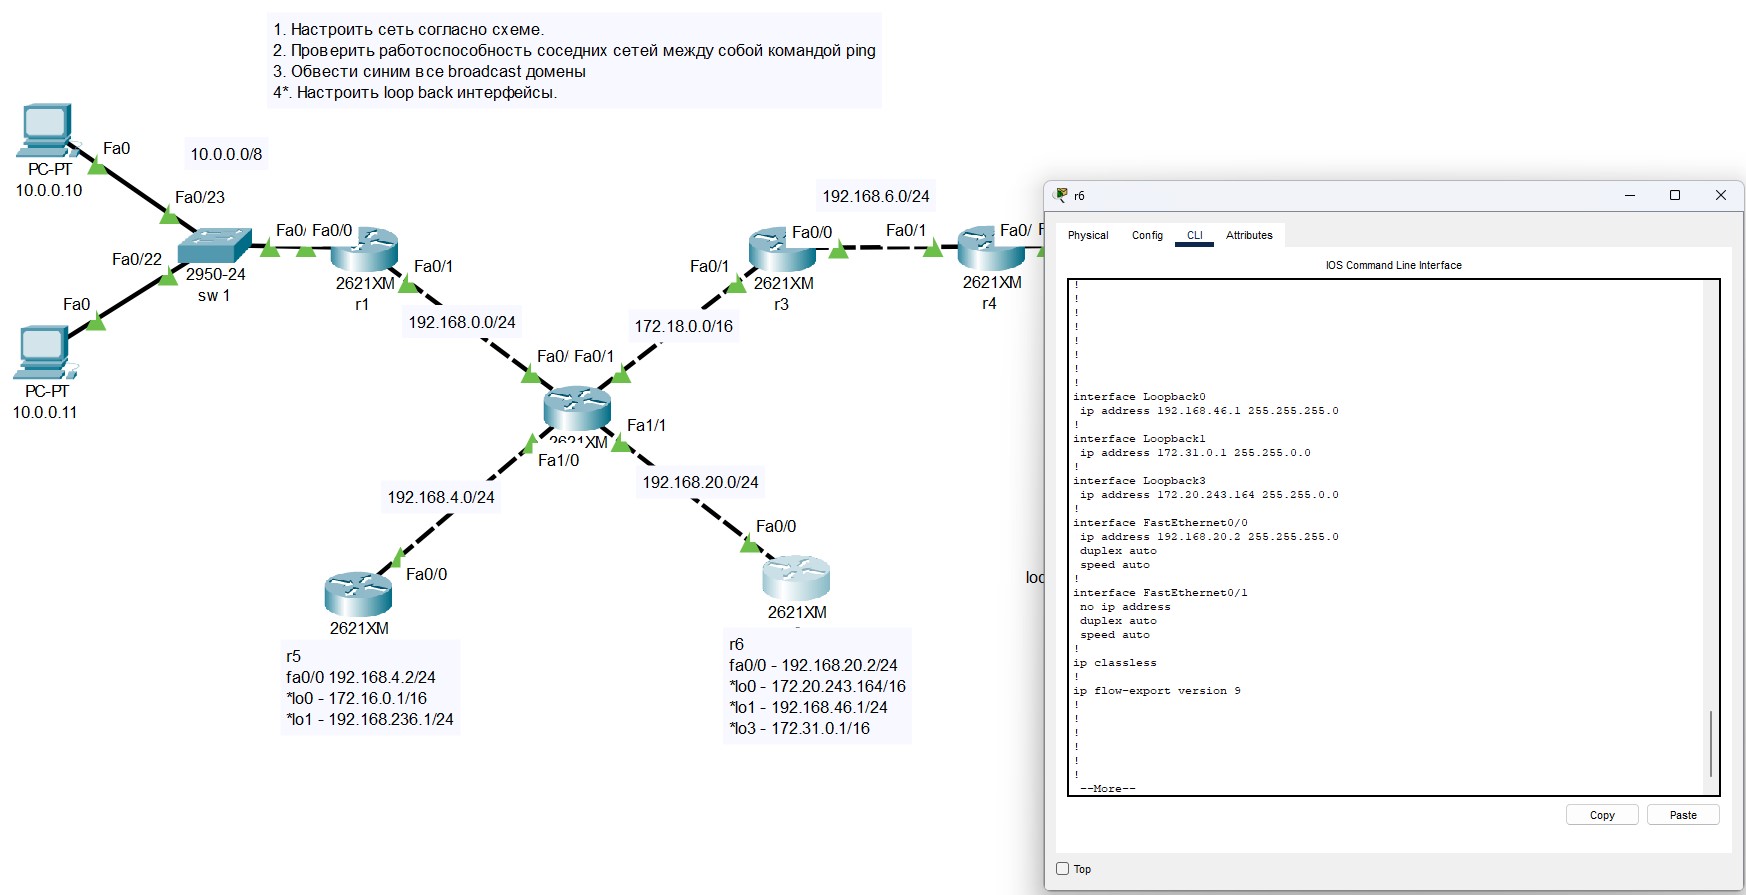 1. Настроить сеть согласно схеме.
2. Проверить работоспособность соседних сетей между собой командой ping
3. Обвести синим все broadcast домены
4*. Настроить loop back интерфейсы.
Fa0
PC-PT
10.0.0.10
10.0.0.0/8
Fa0/23
Fa0/22
2950-24
sw 1
Fa0
PC-PT
10.0.0.11
Fa0/
Fa0/0
2621XM
r1
Fa0/1
192.168.0.0/24
Fa0/
Fa0/1
2621XM
Fa1/0
Fa1/1
172.18.0.0/16
Fa0/1
Fa0/0
2621XM
r3
192.168.6.0/24
Fa0/1
Fa0/
2621XM
r4
192.168.4.0/24
Fa0/0
2621XM
r5
fa0/0 192.168.4.2/24
*lo0 - 172.16.0.1/16
*lo1 - 192.168.236.1/24
192.168.20.0/24
Fa0/0
2621XM
r6
fa0/0 - 192.168.20.2/24
*lo0 - 172.20.243.164/16
*lo1 - 192.168.46.1/24
*lo3 - 172.31.0.1/16
r6
Physical Config CLI Attributes
IOS Command Line Interface
!
!
!
!
!
!
!
!
interface Loopback0
ip address 192.168.46.1 255.255.255.0
!
interface Loopback1
ip address 172.31.0.1 255.255.0.0
!
interface Loopback3
ip address 172.20.243.164 255.255.0.0
!
interface FastEthernet0/0
ip address 192.168.20.2 255.255.255.0
duplex auto
speed auto
!
interface FastEthernet0/1
no ip address
duplex auto
speed auto
!
ip classless
!
ip flow-export version 9
!
!
!
!
!
!
--More--
Copy Paste
Top